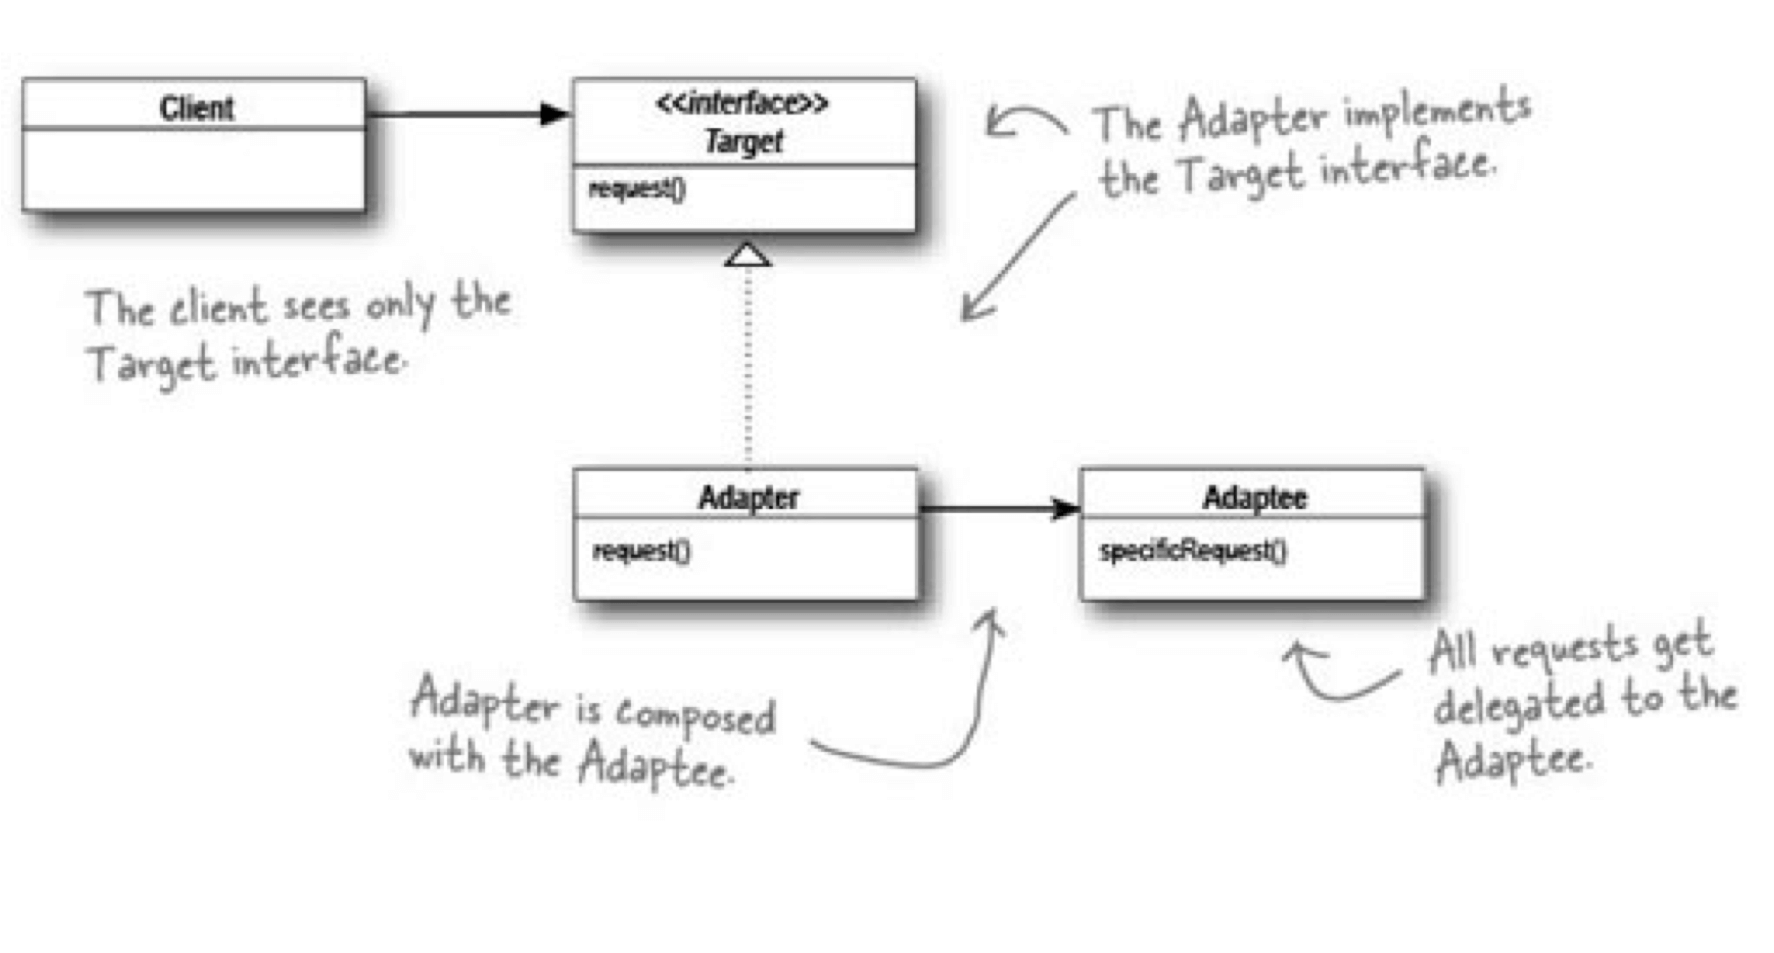 Client
<<interface>>
Target
request()
The Adapter implements
the Target interface.
The client sees only the
Target interface.
Adapter
request()
Adaptee
specificRequest()
Adapter is composed
with the Adaptee.
All requests get
delegated to the
Adaptee.